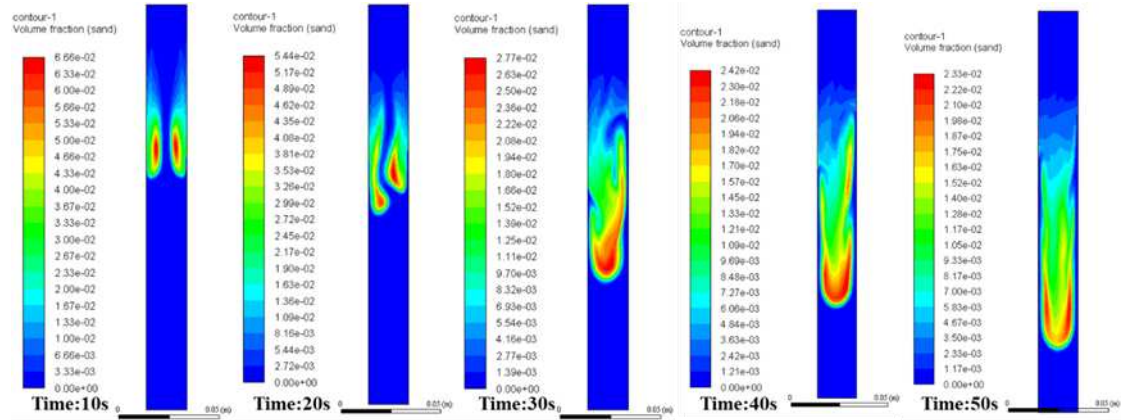 contour-1
Volume fraction (sand)
6.66e-02
6.33e-02
6.00e-02
5.66e-02
5.33e-02
5.00e-02
4.66e-02
4.33e-02
4.00e-02
3.67e-02
3.33e-02
3.00e-02
2.67e-02
2.33e-02
2.00e-02
1.67e-02
1.33e-02
1.00e-02
6.66e-03
3.33e-03
0.00e+00
Time:10s
0
0.03 (m)
contour-1
Volume fraction (sand)
5.44e-02
5.17e-02
4.89e-02
4.62e-02
4.35e-02
4.08e-02
3.81e-02
3.53e-02
3.26e-02
2.99e-02
2.72e-02
2.45e-02
2.17e-02
1.90e-02
1.63e-02
1.36e-02
1.09e-02
8.16e-03
5.44e-03
2.72e-03
0.00e+00
Time:20s
0
0.03 (m)
contour-1
Volume fraction (sand)
2.77e-02
2.63e-02
2.50e-02
2.36e-02
2.22e-02
2.08e-02
1.94e-02
1.80e-02
1.66e-02
1.52e-02
1.39e-02
1.25e-02
1.11e-02
9.70e-03
8.32e-03
6.93e-03
5.54e-03
4.16e-03
2.77e-03
1.39e-03
0.00e+00
Time:30s
0
0.03 (m)
contour-1
Volume fraction (sand)
2.42e-02
2.30e-02
2.18e-02
2.06e-02
1.94e-02
1.82e-02
1.70e-02
1.57e-02
1.45e-02
1.33e-02
1.21e-02
1.09e-02
9.69e-03
8.48e-03
7.27e-03
6.06e-03
4.84e-03
3.63e-03
2.42e-03
1.21e-03
0.00e+00
Time:40s
0
0.03 (m)
contour-1
Volume fraction (sand)
2.33e-02
2.22e-02
2.10e-02
1.98e-02
1.87e-02
1.75e-02
1.63e-02
1.52e-02
1.40e-02
1.28e-02
1.17e-02
1.05e-02
9.33e-03
8.17e-03
7.00e-03
5.83e-03
4.67e-03
3.50e-03
2.33e-03
1.17e-03
0.00e+00
Time:50s
0
0.03 (m)